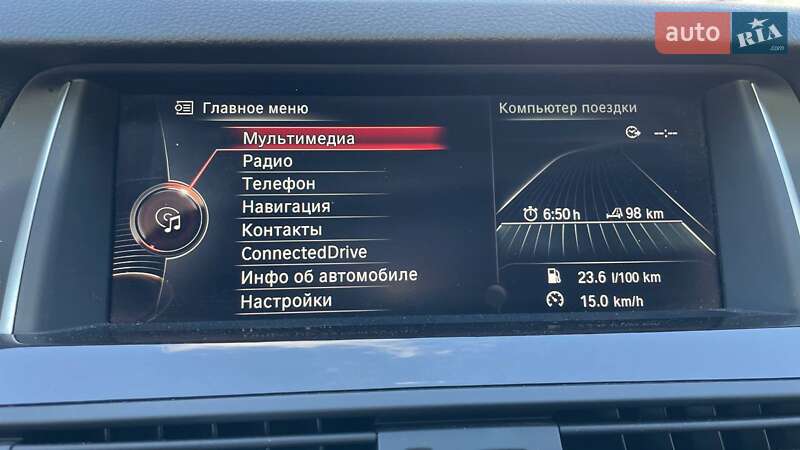 auto RIA.com
Главное меню
Мультимедиа
Радио
Телефон
Навигация
Контакты
ConnectedDrive
Инфо об автомобиле
Настройки
Компьютер поездки
--:--
6:50 h 98 km
23.6 l/100 km
15.0 km/h